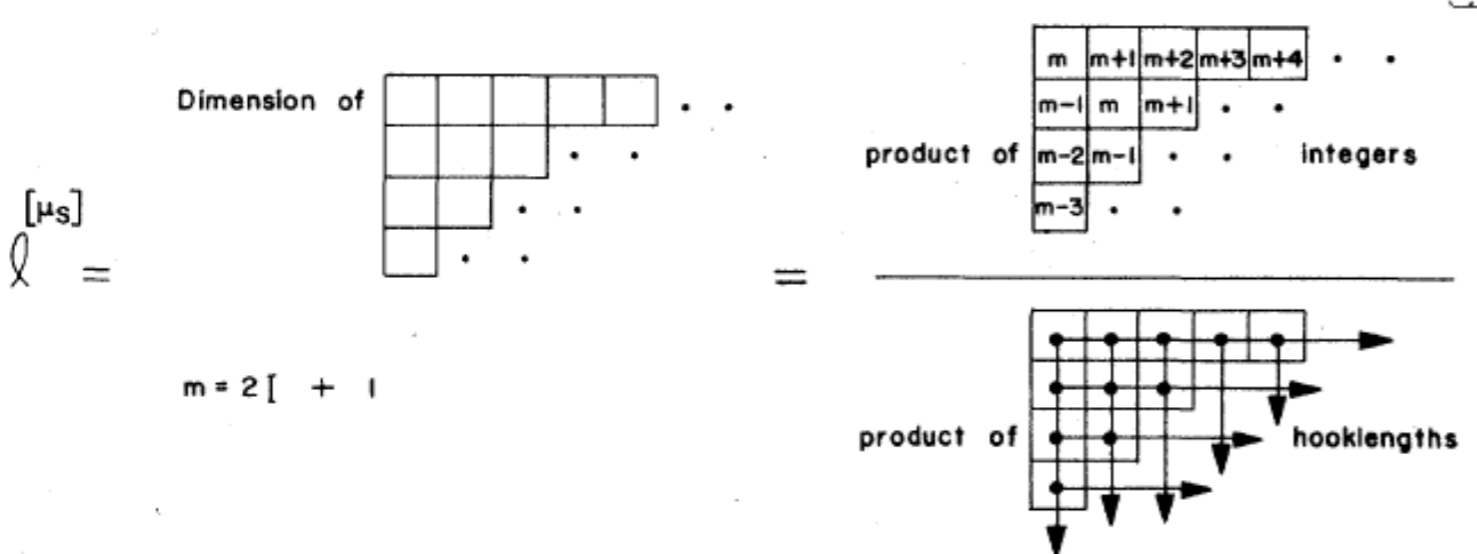 Dimension of
[μs]
ℓ =
m = 2 [ + 1
=
m m+1 m+2 m+3 m+4 . .
m-1 m m+1 . .
product of m-2 m-1 . . integers
m-3 . .
product of hooklengths